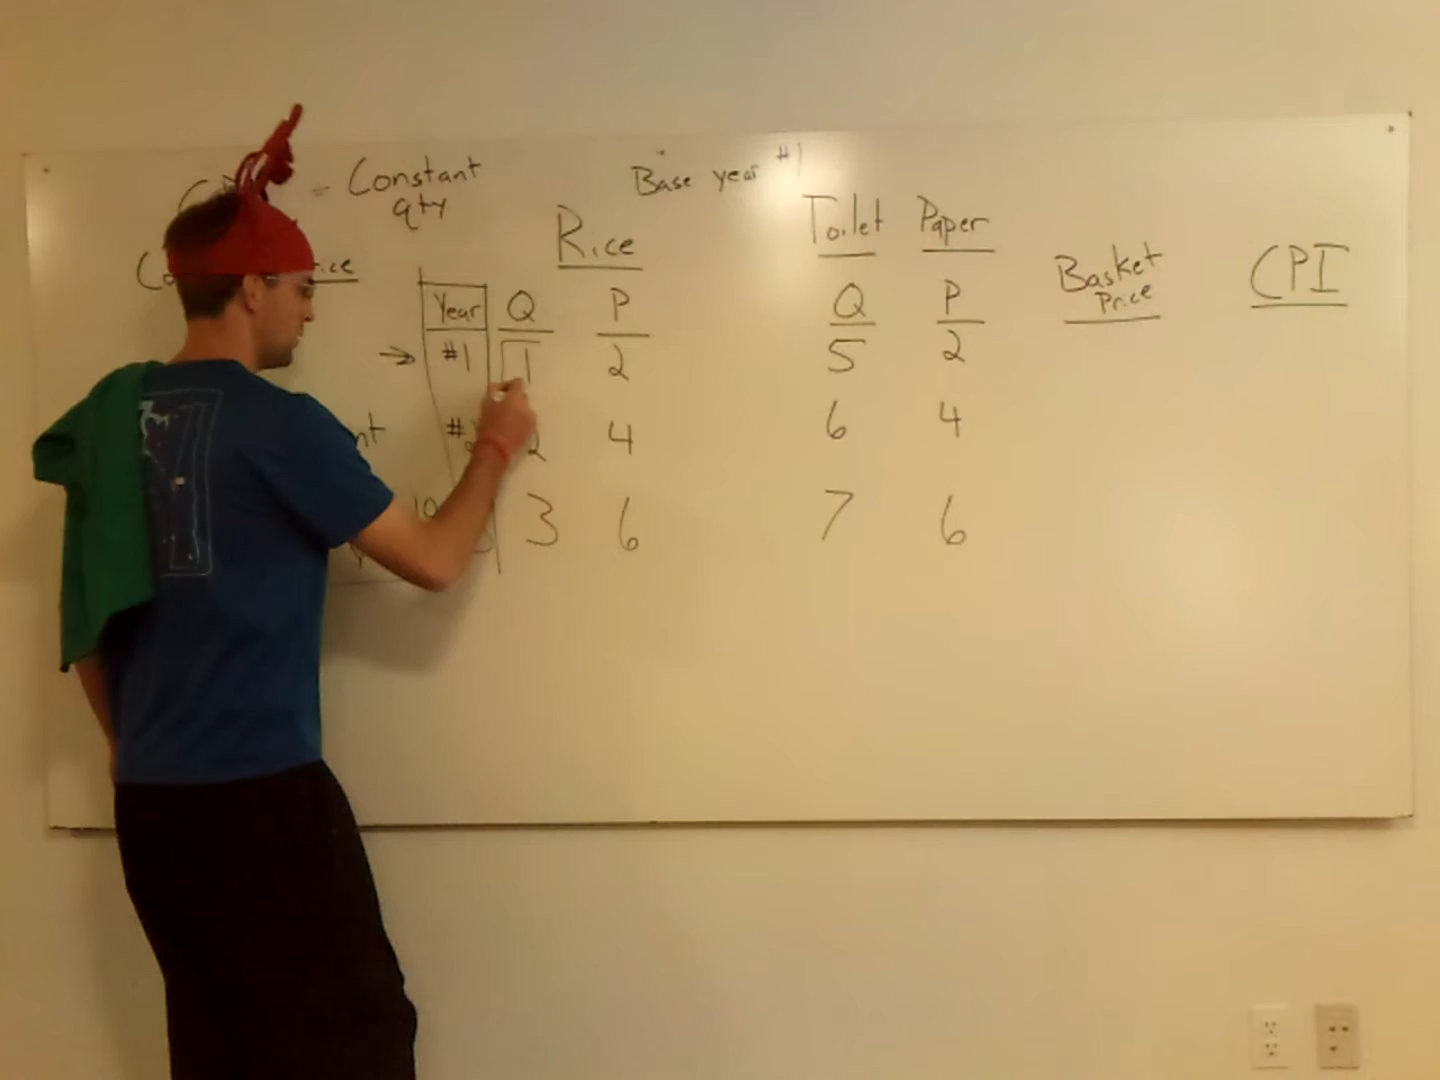 = Constant
qty
Base year #1
Rice
Toilet Paper
Basket
Price
CPI
Year Q P Q P
#1 1 2 5 2
2 4 6 4
3 6 7 6